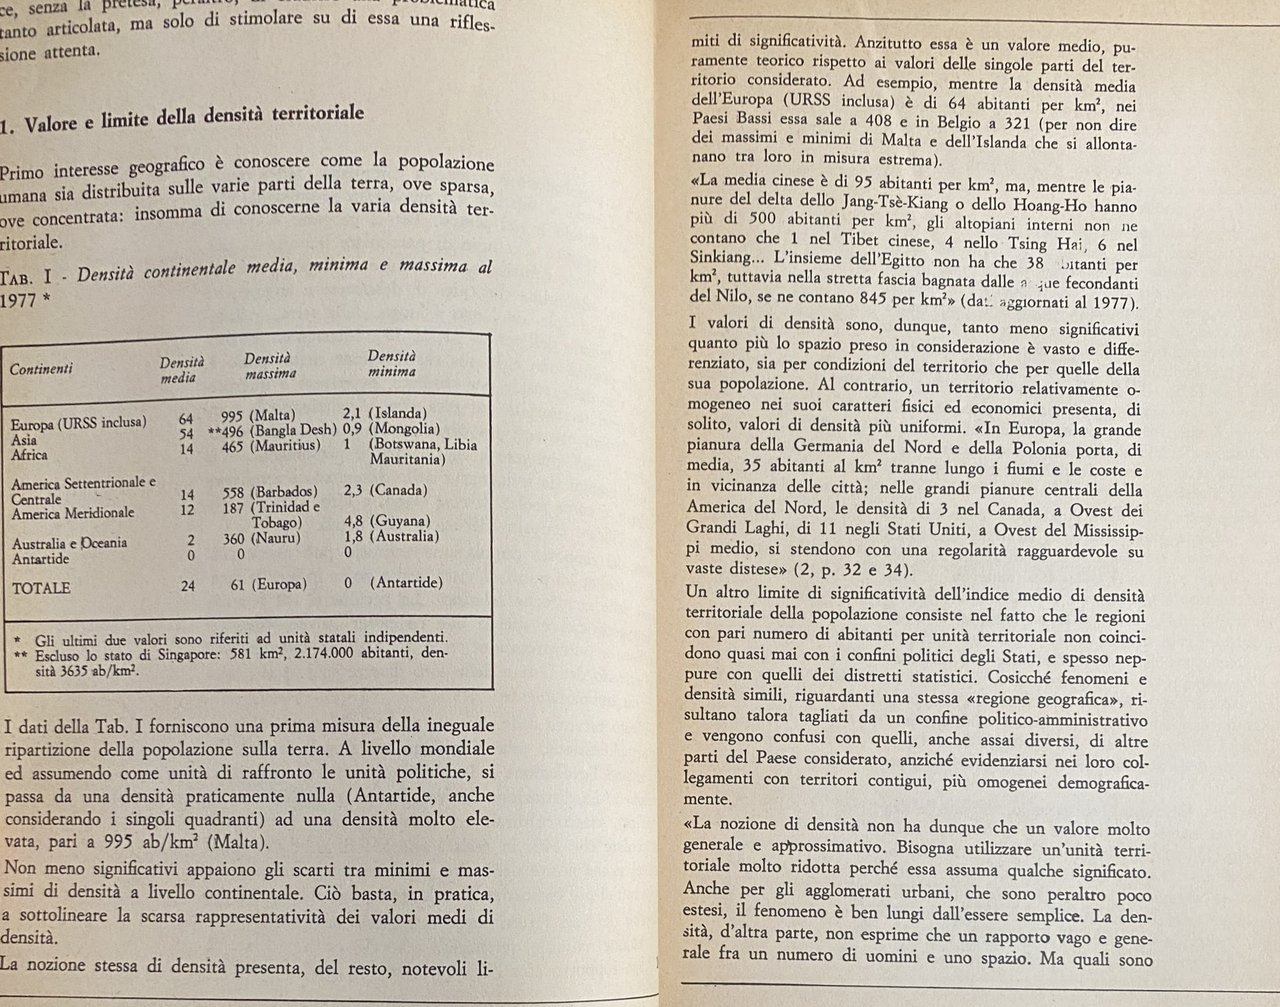 ce, senza la pretesa,
tanto articolata, ma solo di stimolare su di essa una rifles-
sione attenta.
1. Valore e limite della densità territoriale
Primo interesse geografico è conoscere come la popolazione
umana sia distribuita sulle varie parti della terra, ove sparsa,
ove concentrata: insomma di conoscerne la varia densità ter-
ritoriale.
TAB. I - Densità continentale media, minima e massima al
1977 *
Continenti Densità media Densità massima Densità minima
Europa (URSS inclusa) 64 995 (Malta) 2,1 (Islanda)
Asia 54 **496 (Bangla Desh) 0,9 (Mongolia)
Africa 14 465 (Mauritius) 1 (Botswana, Libia
Mauritania)
America Settentrionale e
Centrale 14 558 (Barbados) 2,3 (Canada)
America Meridionale 12 187 (Trinidad e
Tobago) 4,8 (Guyana)
Australia e Oceania 2 360 (Nauru) 1,8 (Australia)
Antartide 0 0 0
TOTALE 24 61 (Europa) 0 (Antartide)
* Gli ultimi due valori sono riferiti ad unità statali indipendenti.
** Escluso lo stato di Singapore: 581 km², 2.174.000 abitanti, den-
sità 3635 ab/km².
I dati della Tab. I forniscono una prima misura della ineguale
ripartizione della popolazione sulla terra. A livello mondiale
ed assumendo come unità di raffronto le unità politiche, si
passa da una densità praticamente nulla (Antartide, anche
considerando i singoli quadranti) ad una densità molto ele-
vata, pari a 995 ab/km² (Malta).
Non meno significativi appaiono gli scarti tra minimi e mas-
simi di densità a livello continentale. Ciò basta, in pratica,
a sottolineare la scarsa rappresentatività dei valori medi di
densità.
La nozione stessa di densità presenta, del resto, notevoli li-
miti di significatività. Anzitutto essa è un valore medio, pu-
ramente teorico rispetto ai valori delle singole parti del ter-
ritorio considerato. Ad esempio, mentre la densità media
dell'Europa (URSS inclusa) è di 64 abitanti per km², nei
Paesi Bassi essa sale a 408 e in Belgio a 321 (per non dire
dei massimi e minimi di Malta e dell'Islanda che si allonta-
nano tra loro in misura estrema).
«La media cinese è di 95 abitanti per km², ma, mentre le pia-
nure del delta dello Jang-Tsè-Kiang o dello Hoang-Ho hanno
più di 500 abitanti per km², gli altopiani interni non ne
contano che 1 nel Tibet cinese, 4 nello Tsing Hai, 6 nel
Sinkiang... L'insieme dell'Egitto non ha che 38 abitanti per
km², tuttavia nella stretta fascia bagnata dalle acque fecondanti
del Nilo, se ne contano 845 per km²» (dati aggiornati al 1977).
I valori di densità sono, dunque, tanto meno significativi
quanto più lo spazio preso in considerazione è vasto e diffe-
renziato, sia per condizioni del territorio che per quelle della
sua popolazione. Al contrario, un territorio relativamente o-
mogeneo nei suoi caratteri fisici ed economici presenta, di
solito, valori di densità più uniformi. «In Europa, la grande
pianura della Germania del Nord e della Polonia porta, di
media, 35 abitanti al km² tranne lungo i fiumi e le coste e
in vicinanza delle città; nelle grandi pianure centrali della
America del Nord, le densità di 3 nel Canada, a Ovest dei
Grandi Laghi, di 11 negli Stati Uniti, a Ovest del Mississip-
pi medio, si stendono con una regolarità ragguardevole su
vaste distese» (2, p. 32 e 34).
Un altro limite di significatività dell'indice medio di densità
territoriale della popolazione consiste nel fatto che le regioni
con pari numero di abitanti per unità territoriale non coinci-
dono quasi mai con i confini politici degli Stati, e spesso nep-
pure con quelli dei distretti statistici. Cosicché fenomeni e
densità simili, riguardanti una stessa «regione geografica», ri-
sultano talora tagliati da un confine politico-amministrativo
e vengono confusi con quelli, anche assai diversi, di altre
parti del Paese considerato, anziché evidenziarsi nei loro col-
legamenti con territori contigui, più omogenei demografica-
mente.
«La nozione di densità non ha dunque che un valore molto
generale e approssimativo. Bisogna utilizzare un'unità terri-
toriale molto ridotta perché essa assuma qualche significato.
Anche per gli agglomerati urbani, che sono peraltro poco
estesi, il fenomeno è ben lungi dall'essere semplice. La den-
sità, d'altra parte, non esprime che un rapporto vago e gene-
rale fra un numero di uomini e uno spazio. Ma quali sono